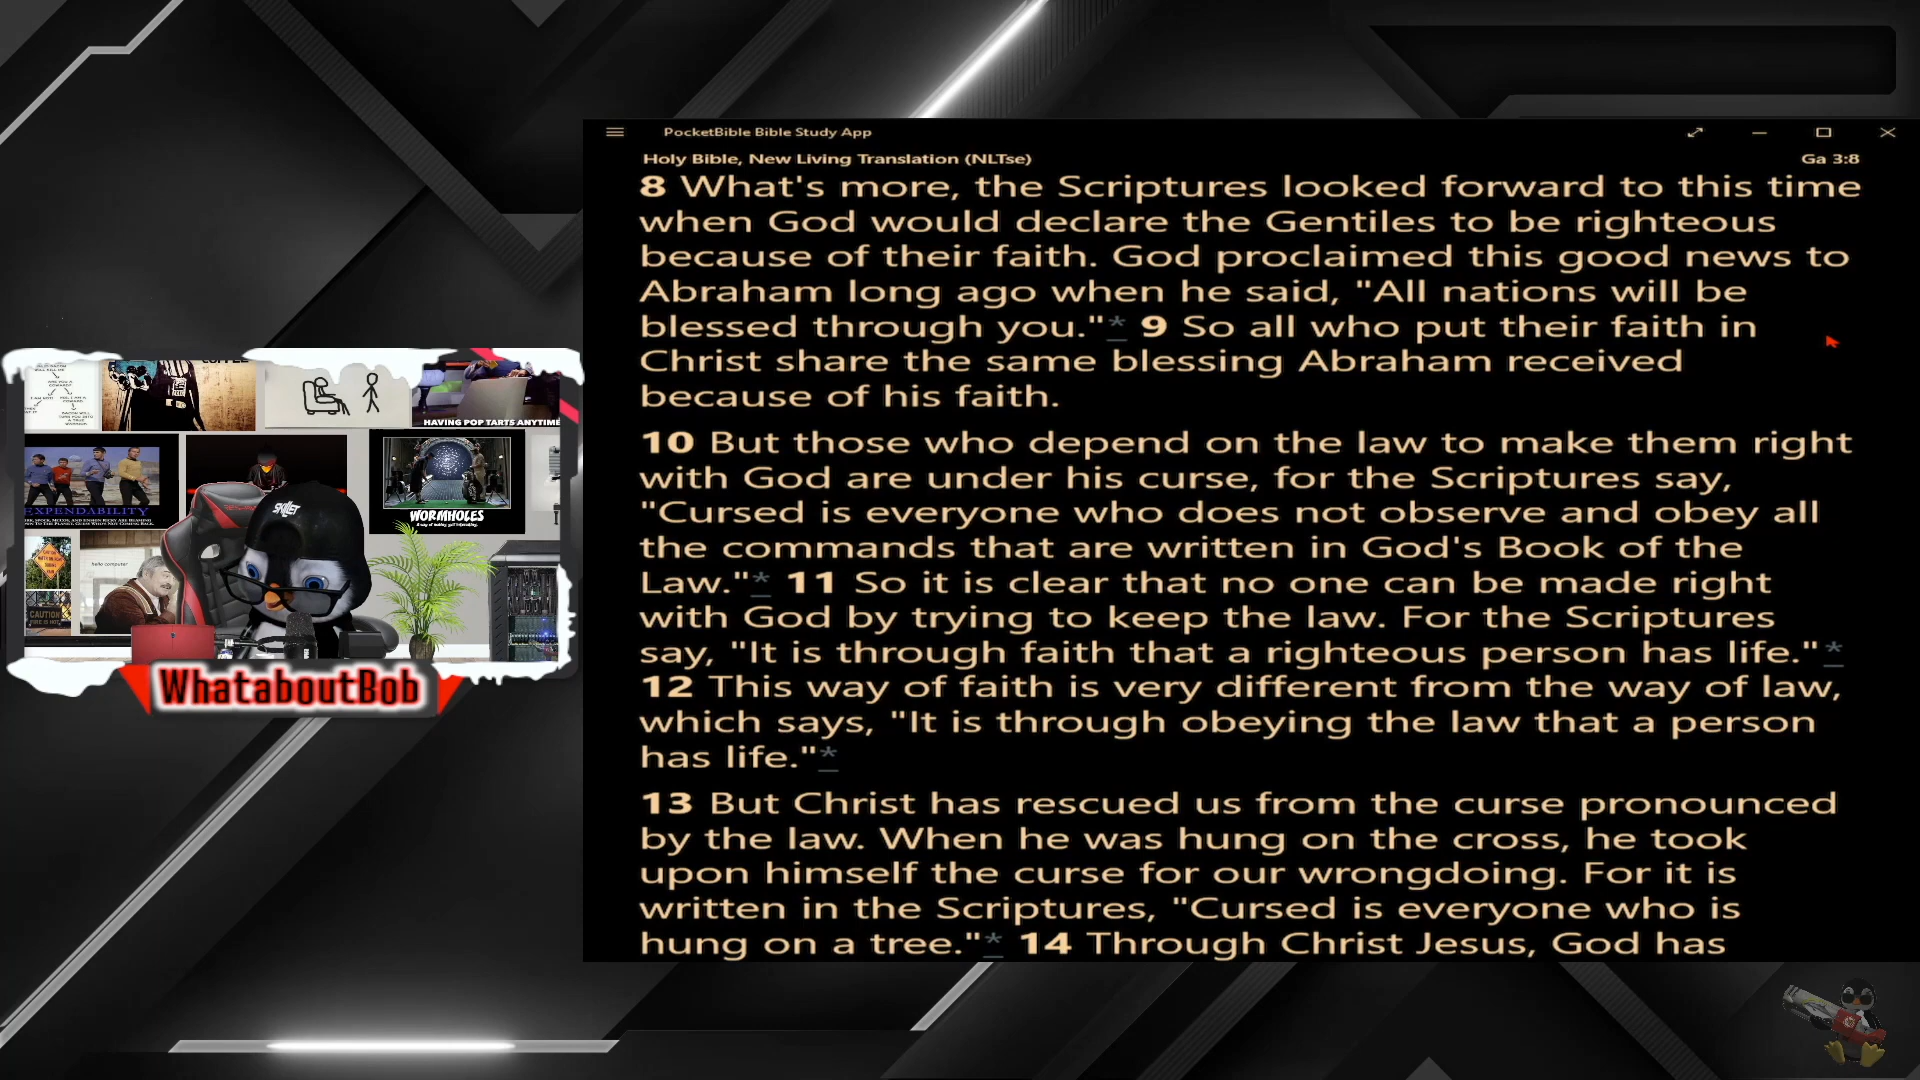 PocketBible Bible Study App
Holy Bible, New Living Translation (NLTse)
Ga 3:8
8 What's more, the Scriptures looked forward to this time
when God would declare the Gentiles to be righteous
because of their faith. God proclaimed this good news to
Abraham long ago when he said, "All nations will be
blessed through you."* 9 So all who put their faith in
Christ share the same blessing Abraham received
because of his faith.
10 But those who depend on the law to make them right
with God are under his curse, for the Scriptures say,
"Cursed is everyone who does not observe and obey all
the commands that are written in God's Book of the
Law."* 11 So it is clear that no one can be made right
with God by trying to keep the law. For the Scriptures
say, "It is through faith that a righteous person has life."*
12 This way of faith is very different from the way of law,
which says, "It is through obeying the law that a person
has life."*
13 But Christ has rescued us from the curse pronounced
by the law. When he was hung on the cross, he took
upon himself the curse for our wrongdoing. For it is
written in the Scriptures, "Cursed is everyone who is
hung on a tree."* 14 Through Christ Jesus, God has
HAVING POP TARTS ANYTIME
EXPENDABILITY
WORMHOLES
hello computer
CAUTION
SKILLET
WhataboutBob